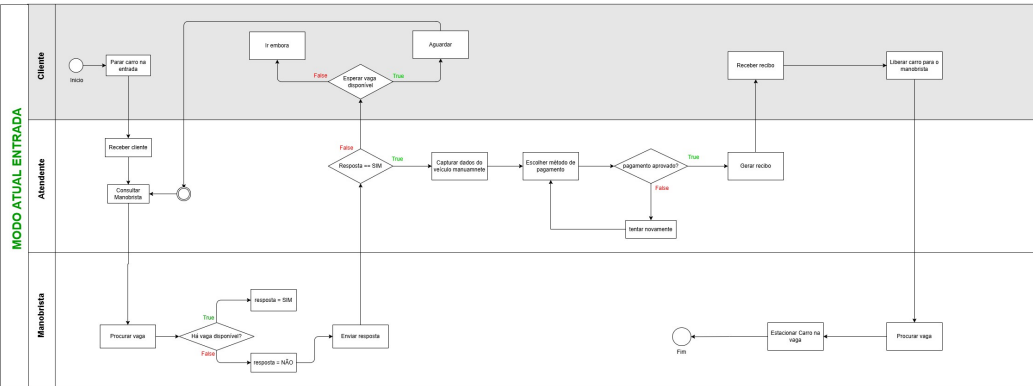 MODO ATUAL ENTRADA
Cliente
Inicio
Parar carro na
entrada
Ir embora
Aguardar
False
Esperar vaga
disponível
True
Receber recibo
Liberar carro para o
manobrista
Atendente
Receber cliente
Consultar
Manobrista
False
Resposta == SIM
True
Capturar dados do
veículo manuamnete
Escolher método de
pagamento
pagamento aprovado?
True
False
Gerar recibo
tentar novamente
Manobrista
Procurar vaga
Há vaga disponível?
True
False
resposta = SIM
resposta = NÃO
Enviar resposta
Fim
Estacionar Carro na
vaga
Procurar vaga